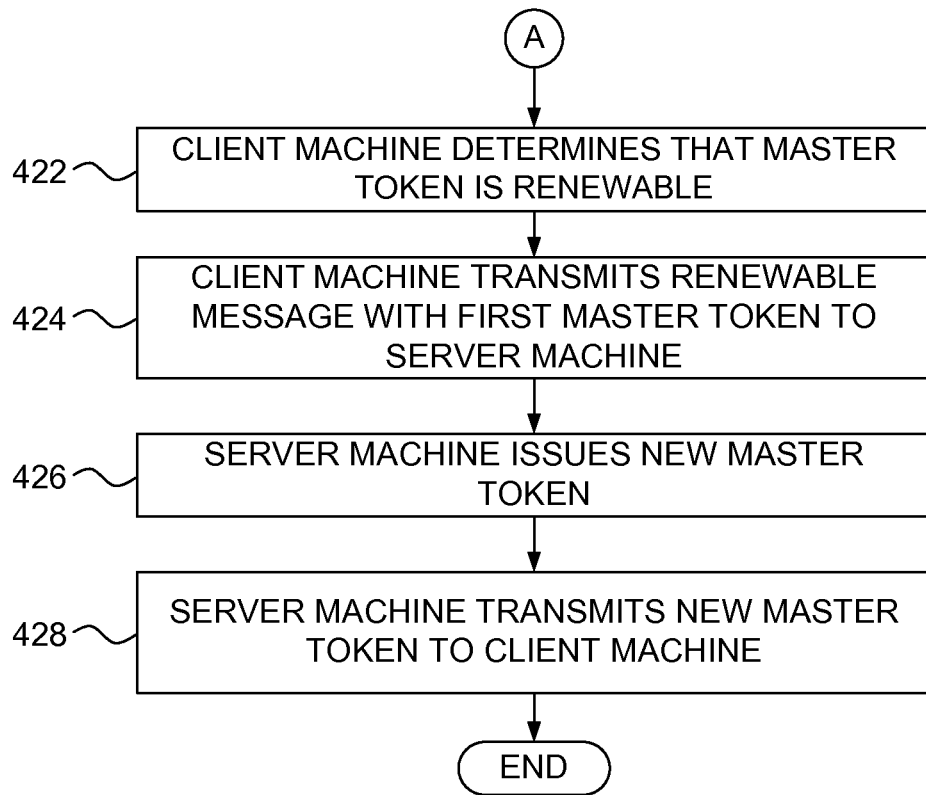 A
422
CLIENT MACHINE DETERMINES THAT MASTER
TOKEN IS RENEWABLE
424
CLIENT MACHINE TRANSMITS RENEWABLE
MESSAGE WITH FIRST MASTER TOKEN TO
SERVER MACHINE
426
SERVER MACHINE ISSUES NEW MASTER
TOKEN
428
SERVER MACHINE TRANSMITS NEW MASTER
TOKEN TO CLIENT MACHINE
END